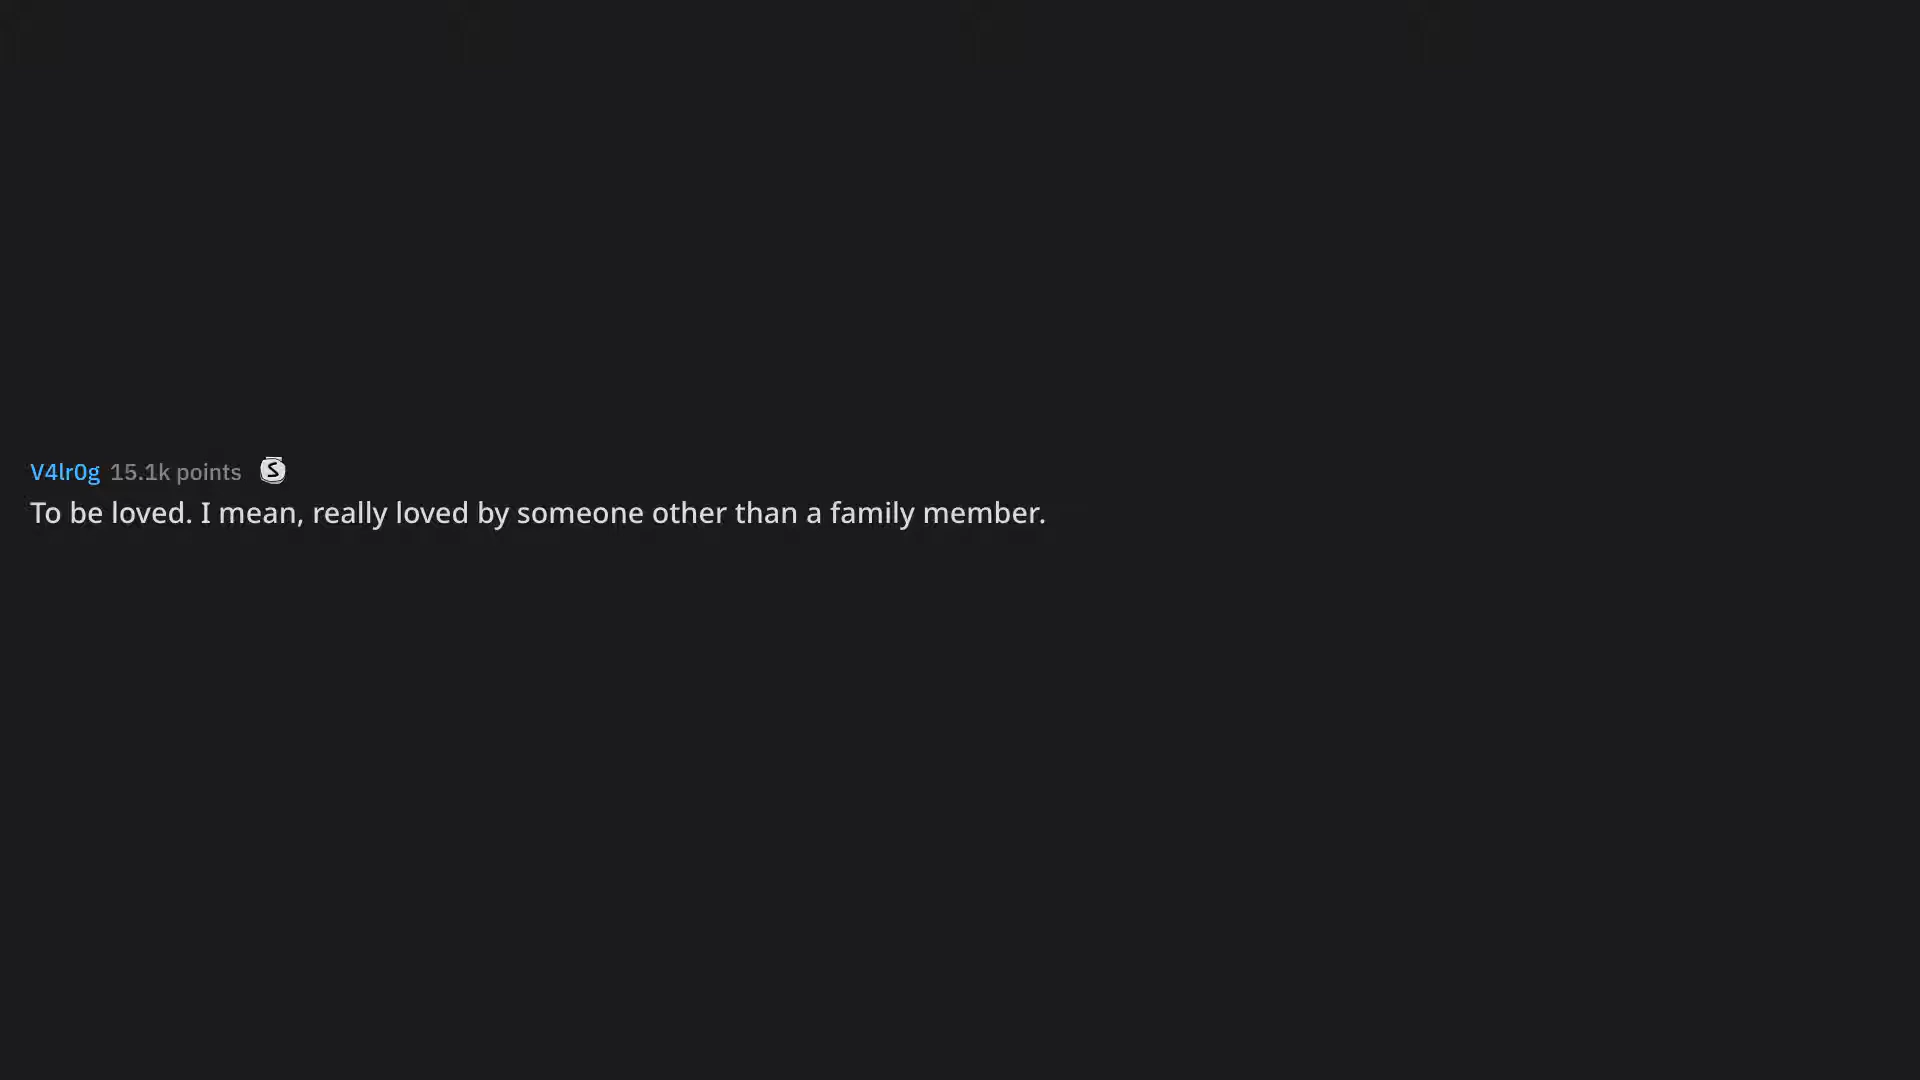 V4lr0g 15.1k points S
To be loved. I mean, really loved by someone other than a family member.